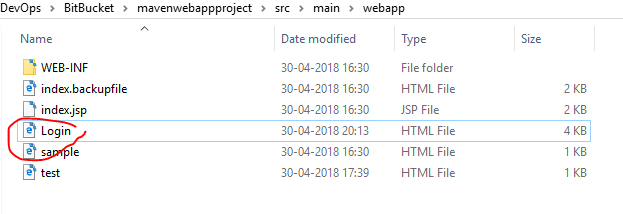 DevOps > BitBucket > mavenwebappproject > src > main > webapp
Name Date modified Type Size
WEB-INF 30-04-2018 16:30 File folder
index.backupfile 30-04-2018 16:30 HTML File 2 KB
index.jsp 30-04-2018 16:30 JSP File 2 KB
Login 30-04-2018 20:13 HTML File 4 KB
sample 30-04-2018 16:30 HTML File 1 KB
test 30-04-2018 17:39 HTML File 1 KB